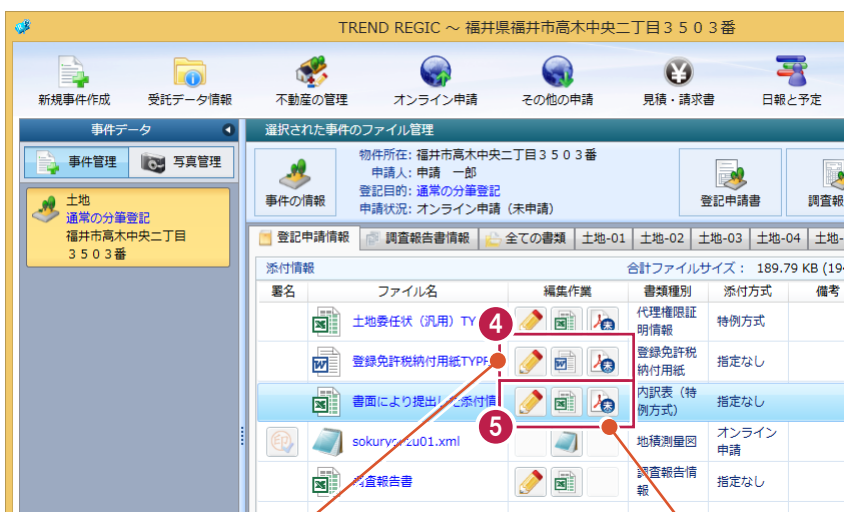 TREND REGIC ～ 福井県福井市高木中央二丁目３５０３番
新規事件作成 受託データ情報 不動産の管理 オンライン申請 その他の申請 見積・請求書 日報と予定
事件データ 選択された事件のファイル管理
事件管理 写真管理
事件の情報
物件所在: 福井市高木中央二丁目３５０３番
申請人: 申請 一郎
登記目的: 通常の分筆登記
申請状況: オンライン申請（未申請）
登記申請書 調査報
土地
通常の分筆登記
福井市高木中央二丁目
３５０３番
登記申請情報 調査報告書情報 全ての書類 土地-01 土地-02 土地-03 土地-04 土地-
添付情報 合計ファイルサイズ： 189.79 KB (194
署名 ファイル名 編集作業 書類種別 添付方式 備考
土地委任状（汎用）TY 4 代理権限証
明情報 特例方式
登録免許税納付用紙TYPE 登録免許税
納付用紙 指定なし
書面により提出した添付情 内訳表（特
例方式） 指定なし
5
sokuryozu01.xml 地積測量図 オンライン
申請
調査報告書 調査報告情
報 指定なし